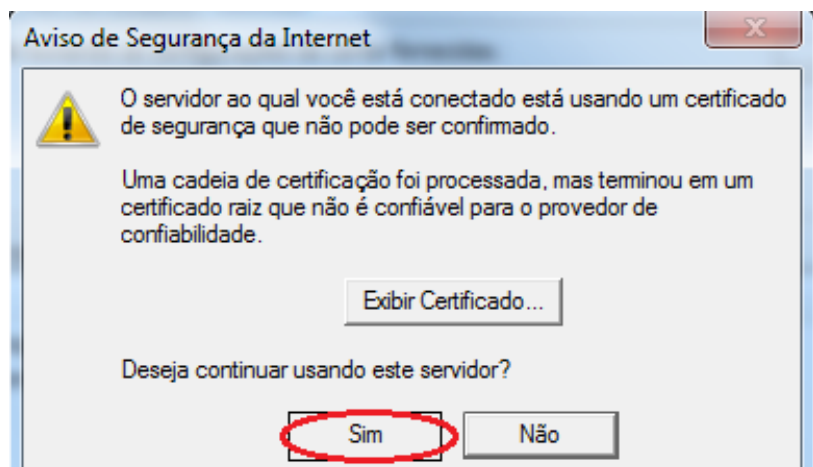 Aviso de Segurança da Internet
O servidor ao qual você está conectado está usando um certificado
de segurança que não pode ser confirmado.
Uma cadeia de certificação foi processada, mas terminou em um
certificado raiz que não é confiável para o provedor de
confiabilidade.
Exibir Certificado...
Deseja continuar usando este servidor?
Sim Não